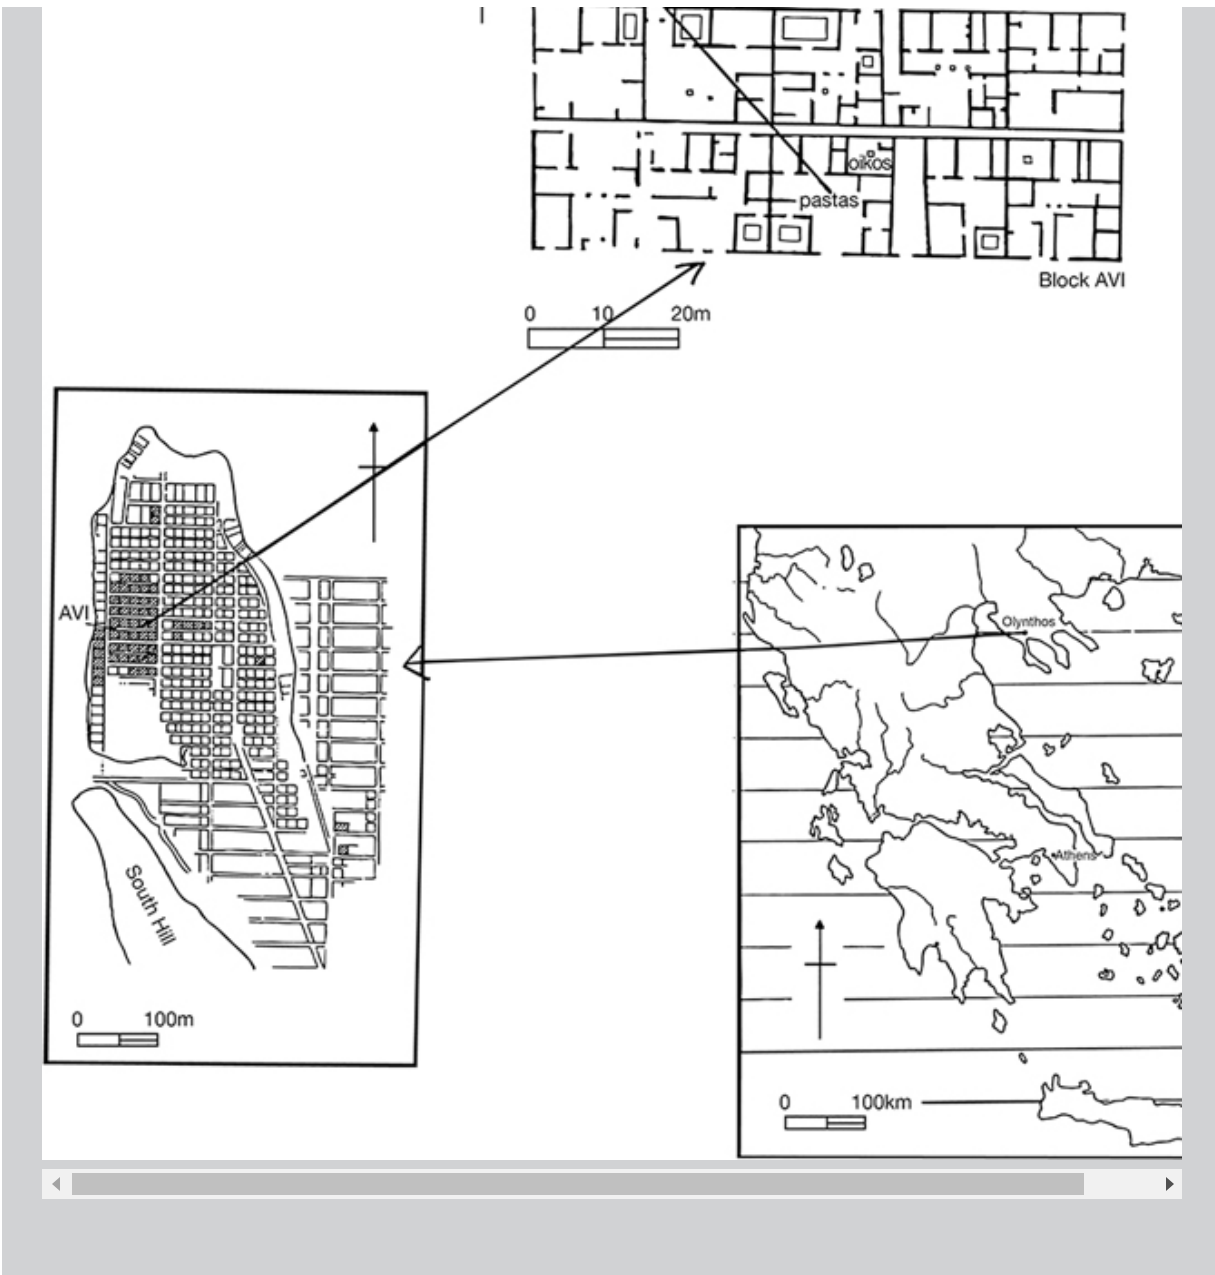 oikos
pastas
Block AVI
0 10 20m
AVI
South Hill
0 100m
Olynthos
Athens
0 100km